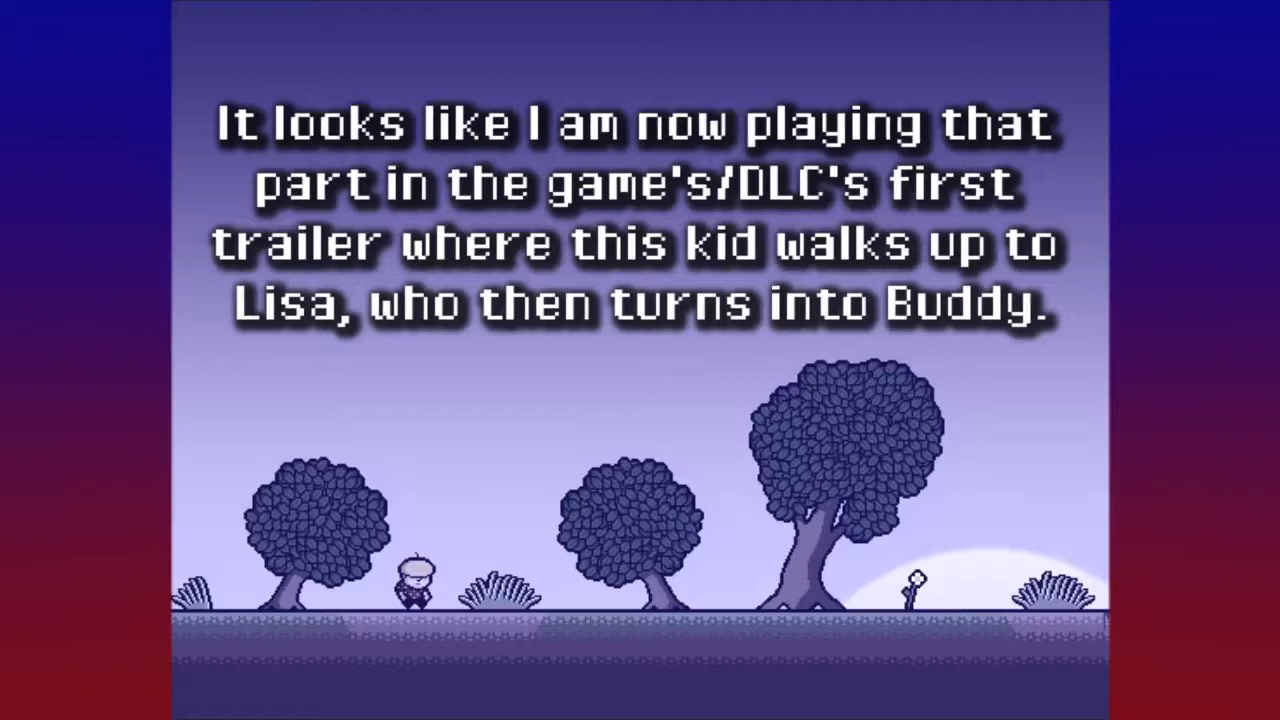 It looks like I am now playing that
part in the game's/DLC's first
trailer where this kid walks up to
Lisa, who then turns into Buddy.